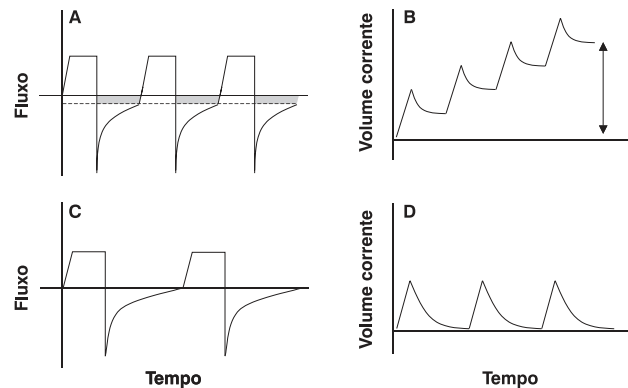 A
Fluxo
B
Volume corrente
C
Fluxo
Tempo
D
Volume corrente
Tempo